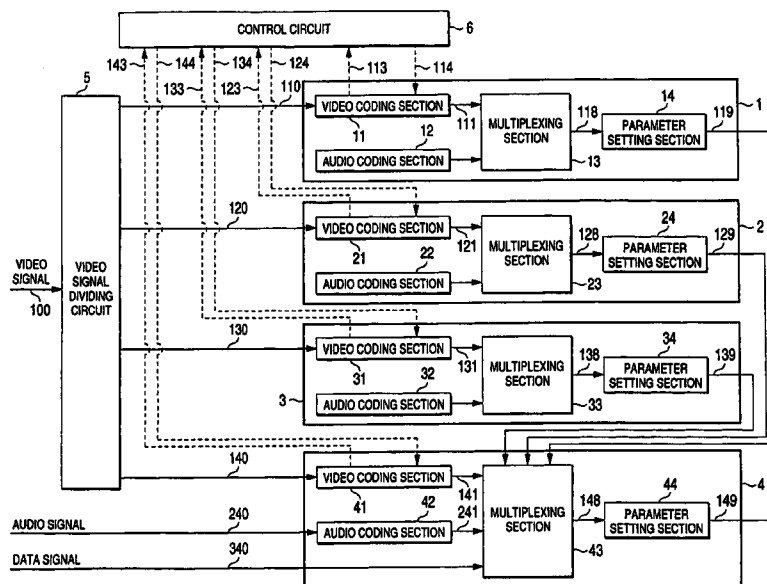 CONTROL CIRCUIT
6
143
144
133
134
123
124
110
113
114
5
VIDEO SIGNAL DIVIDING CIRCUIT
VIDEO SIGNAL
100
VIDEO CODING SECTION
11
111
12
AUDIO CODING SECTION
MULTIPLEXING SECTION
13
118
14
PARAMETER SETTING SECTION
119
1
120
VIDEO CODING SECTION
21
121
22
AUDIO CODING SECTION
MULTIPLEXING SECTION
23
128
24
PARAMETER SETTING SECTION
129
2
130
VIDEO CODING SECTION
31
131
32
AUDIO CODING SECTION
3
MULTIPLEXING SECTION
33
138
34
PARAMETER SETTING SECTION
139
140
VIDEO CODING SECTION
41
141
42
AUDIO SIGNAL
240
AUDIO CODING SECTION
241
DATA SIGNAL
340
MULTIPLEXING SECTION
43
148
44
PARAMETER SETTING SECTION
149
4